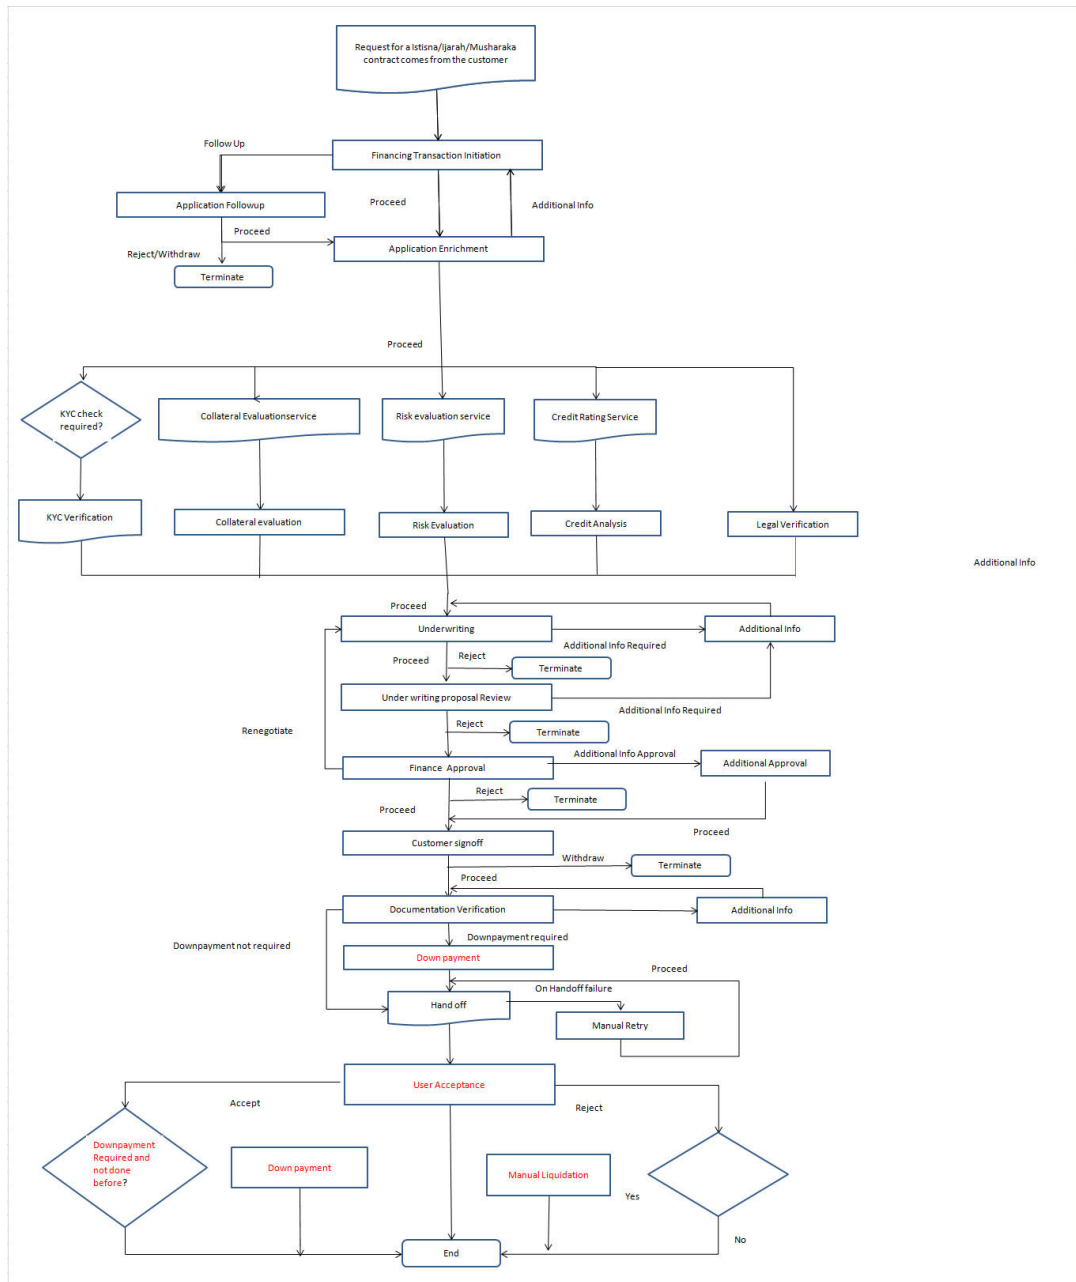 Request for a Istisna/Ijarah/Musharaka
contract comes from the customer
Follow Up
Financing Transaction Initiation
Proceed
Additional Info
Application Followup
Proceed
Application Enrichment
Reject/Withdraw
Terminate
Proceed
KYC check
required?
Collateral Evaluationservice
Risk evaluation service
Credit Rating Service
KYC Verification
Collateral evaluation
Risk Evaluation
Credit Analysis
Legal Verification
Additional Info
Proceed
Underwriting
Additional Info
Additional Info Required
Proceed
Reject
Terminate
Under writing proposal Review
Additional Info Required
Renegotiate
Reject
Terminate
Additional Info Approval
Finance Approval
Additional Approval
Reject
Terminate
Proceed
Proceed
Customer signoff
Withdraw
Terminate
Proceed
Documentation Verification
Additional Info
Downpayment not required
Downpayment required
Down payment
Proceed
On Handoff failure
Hand off
Manual Retry
User Acceptance
Accept
Reject
Downpayment
Required and
not done
before?
Down payment
Manual Liquidation
Yes
No
End